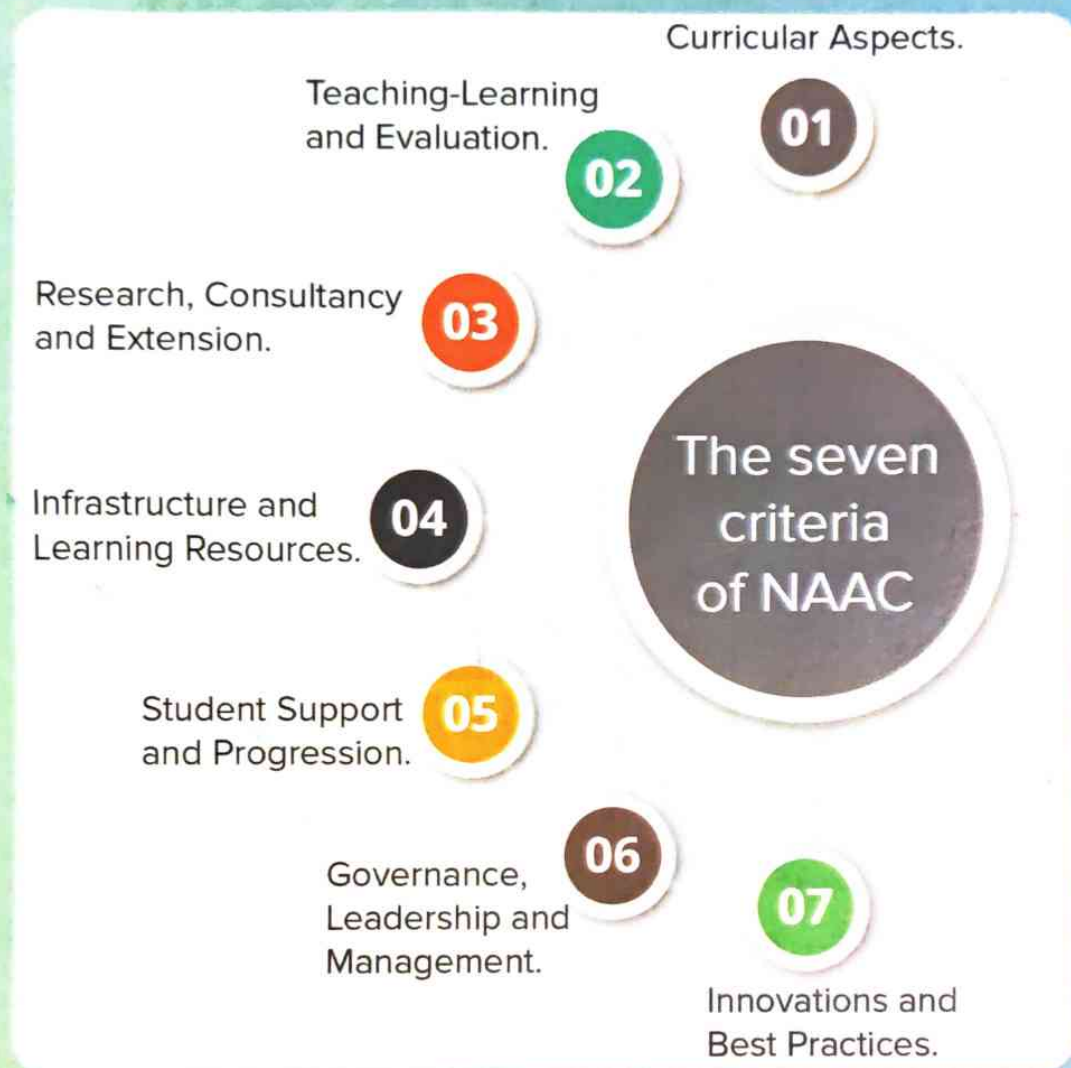 Curricular Aspects.
01
Teaching-Learning
and Evaluation.
02
Research, Consultancy
and Extension.
03
Infrastructure and
Learning Resources.
04
Student Support
and Progression.
05
Governance,
Leadership and
Management.
06
07
Innovations and
Best Practices.
The seven
criteria
of NAAC